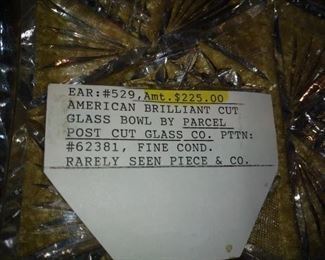 EAR:#529,Amt.$225.00
AMERICAN BRILLIANT CUT
GLASS BOWL BY PARCEL
POST CUT GLASS CO. PTTN:
#62381, FINE COND.
RARELY SEEN PIECE & CO.